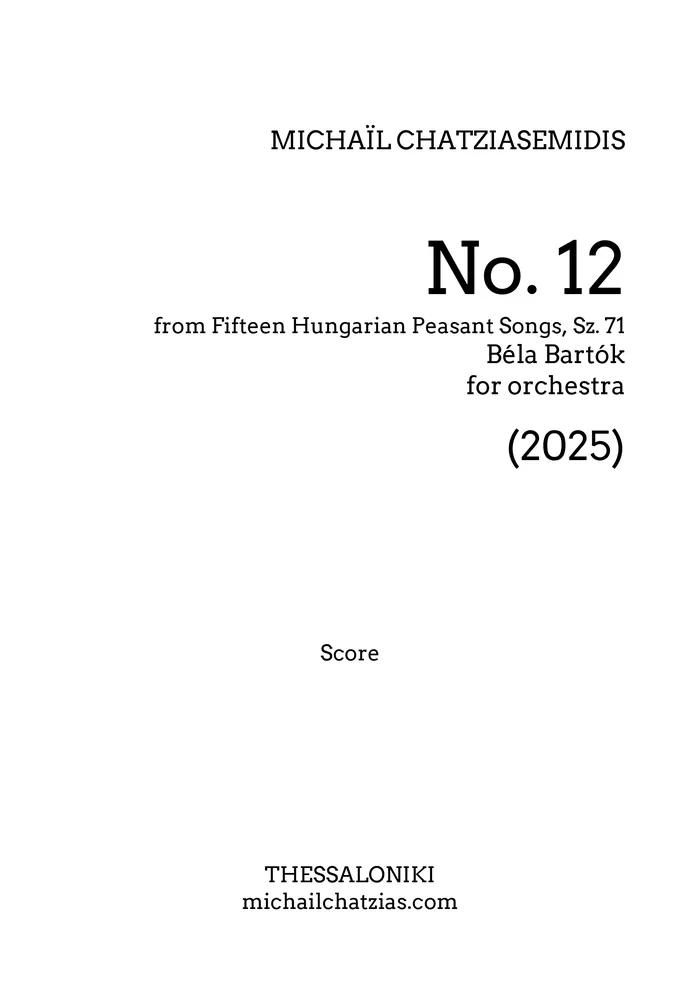 MICHAÏL CHATZIASEMIDIS
No. 12
from Fifteen Hungarian Peasant Songs, Sz. 71
Béla Bartók
for orchestra
(2025)
Score
THESSALONIKI
michailchatzias.com